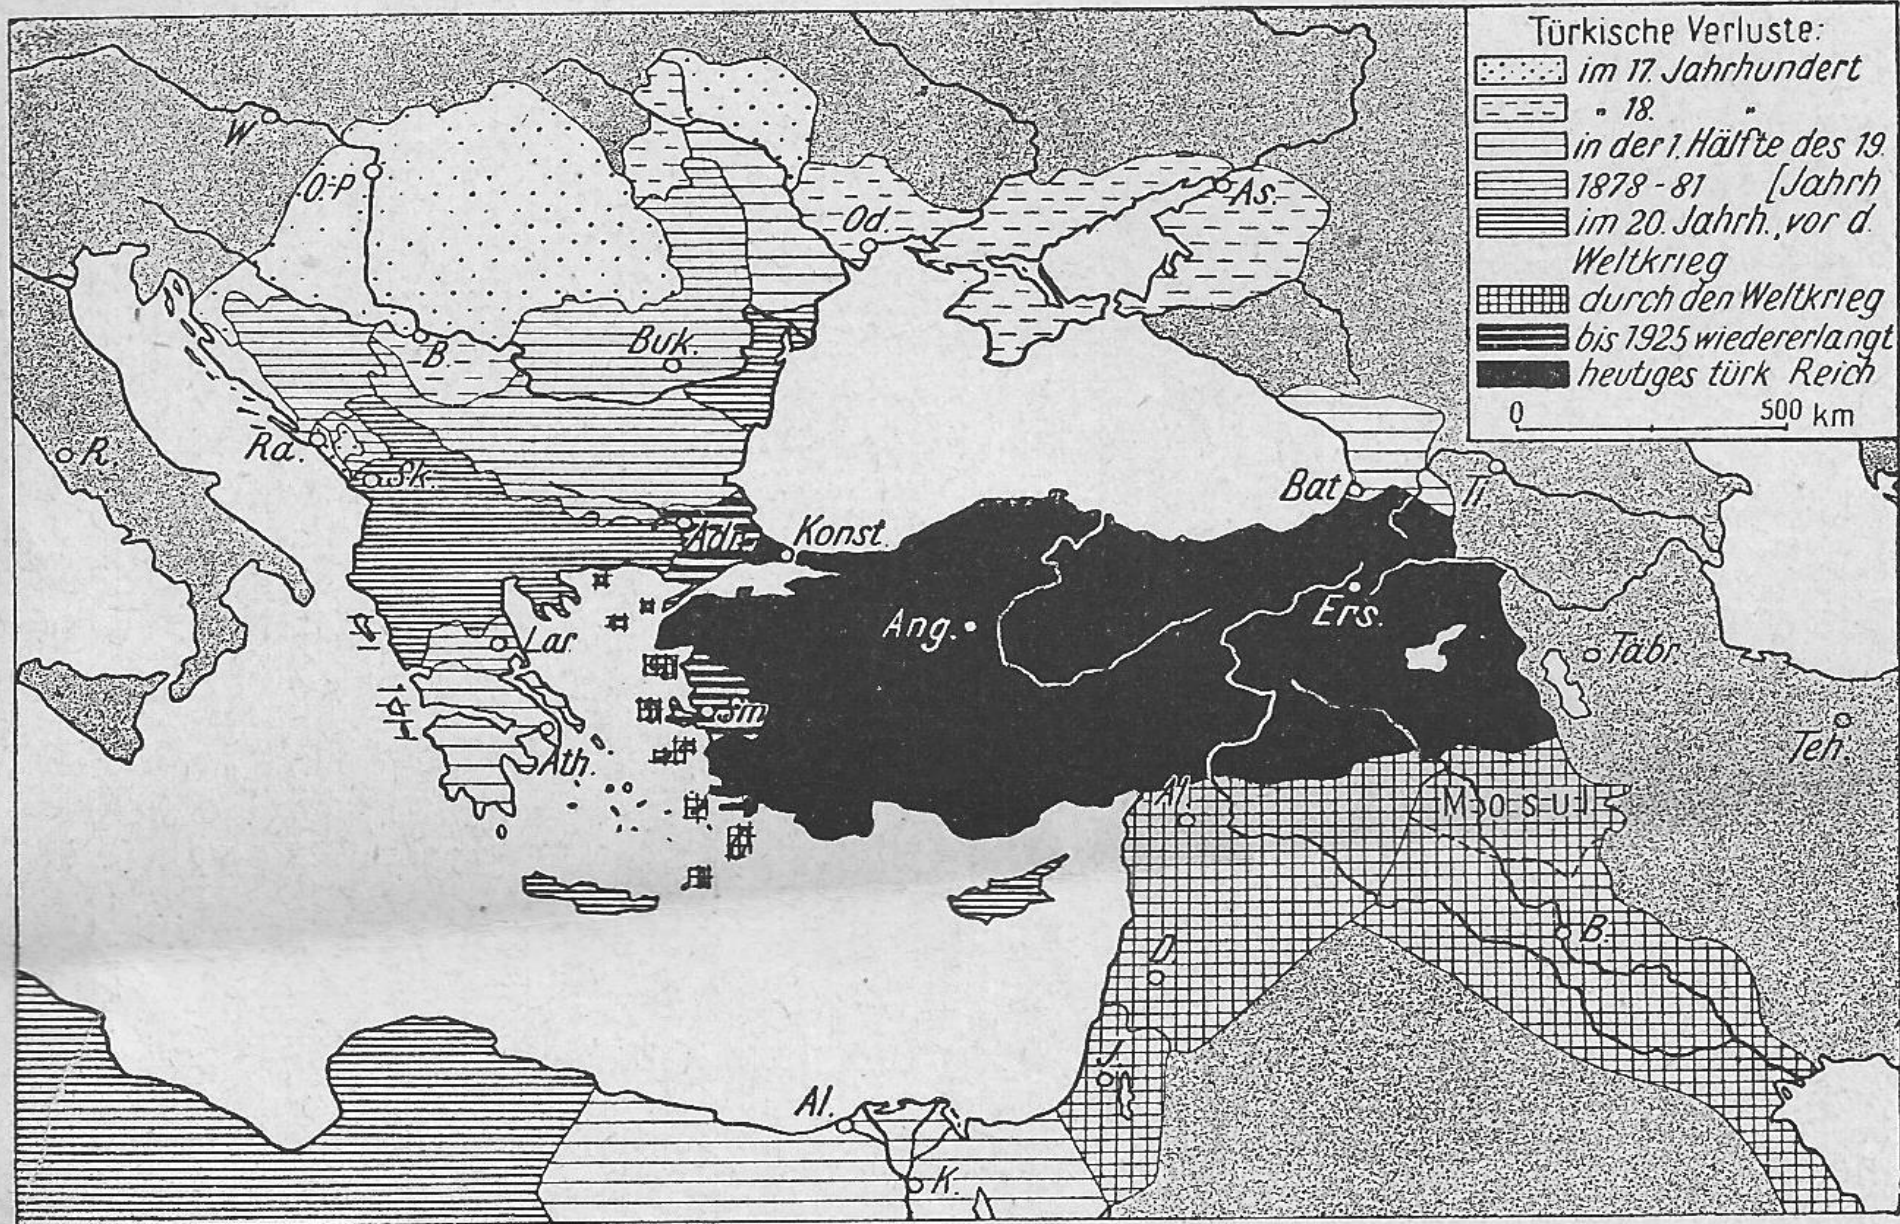 Türkische Verluste:
im 17. Jahrhundert
" 18. "
in der 1. Hälfte des 19.
1878-81 [Jahrh
im 20. Jahrh., vor d.
Weltkrieg
durch den Weltkrieg
bis 1925 wiedererlangt
heutiges türk Reich
0 500 km
W
O=P
As.
Od.
B.
Buk.
R.
Ra.
Sk.
Bat
Ti.
Adr.
Konst.
Ang.
Ers.
Lar
Täbr.
Sm
Teh.
Ath.
Al.
M-o-s-u-l
B.
D
J.
Al.
K.